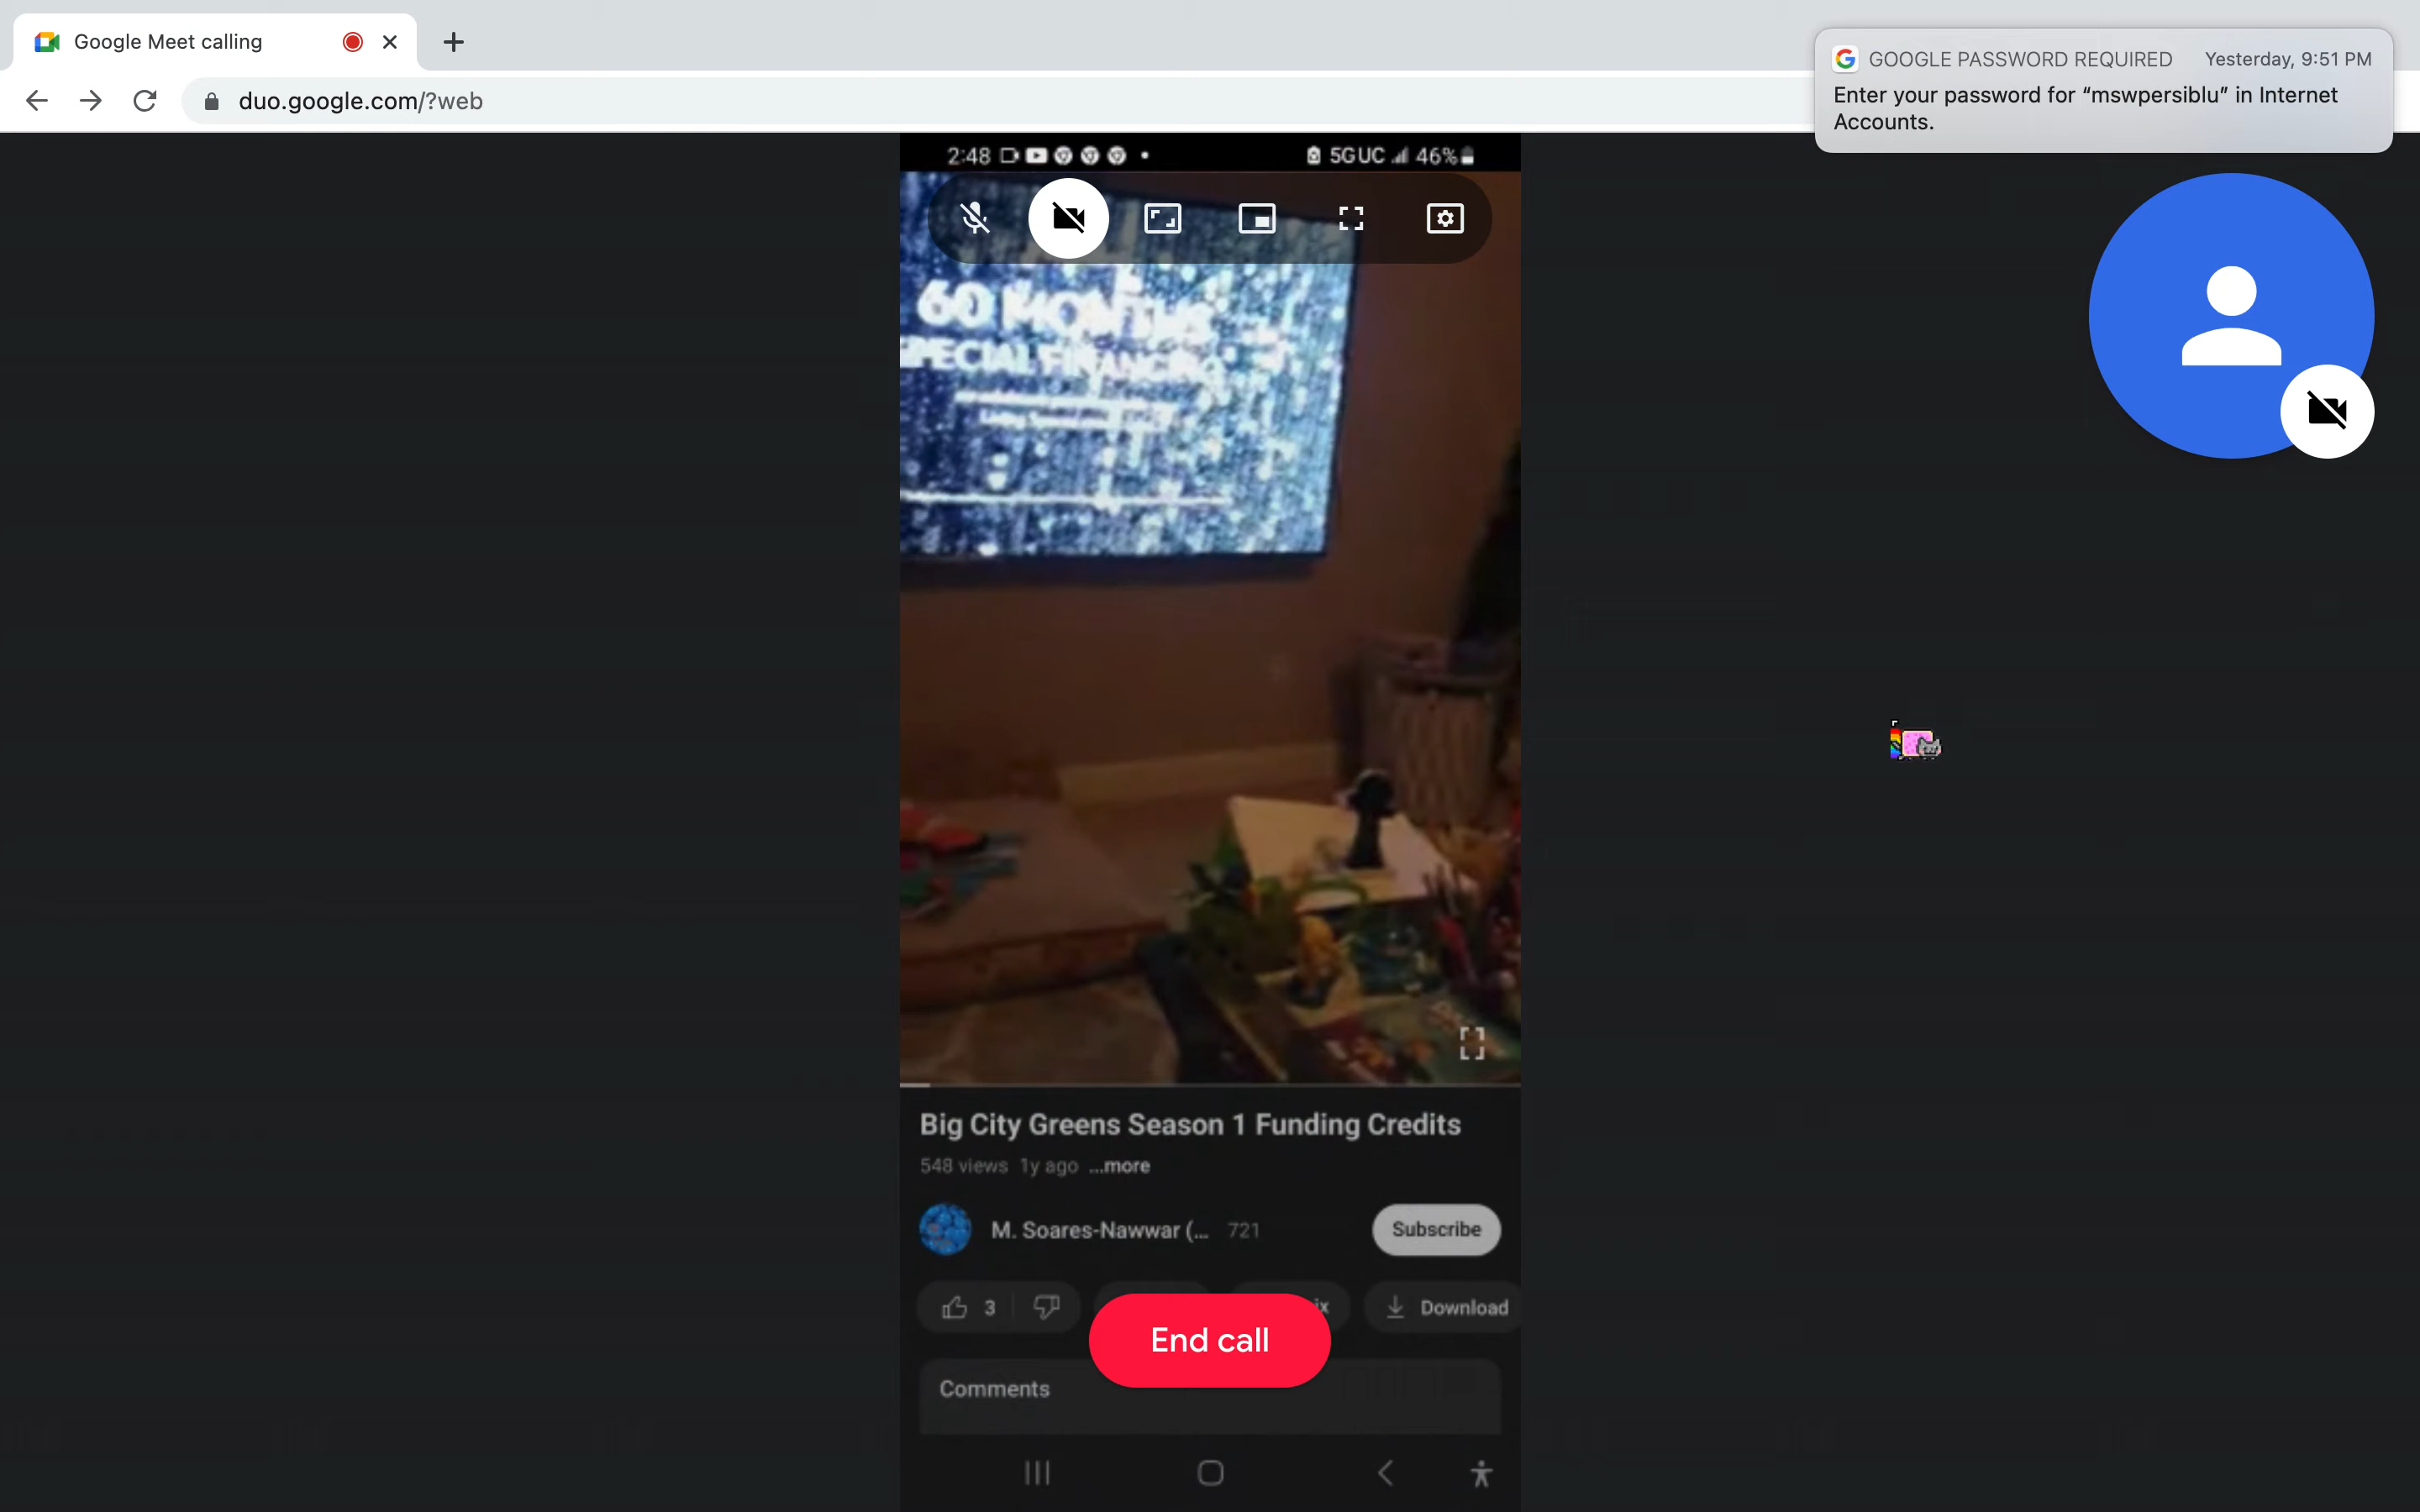 Google Meet calling
duo.google.com/?web
GOOGLE PASSWORD REQUIRED Yesterday, 9:51 PM
Enter your password for “mswpersiblu” in Internet
Accounts.
2:48 5GUC 46%
60 MONTHS
SPECIAL FINANCING
Big City Greens Season 1 Funding Credits
548 views 1y ago ...more
M. Soares-Nawwar (... 721
Subscribe
3
ix
Download
End call
Comments